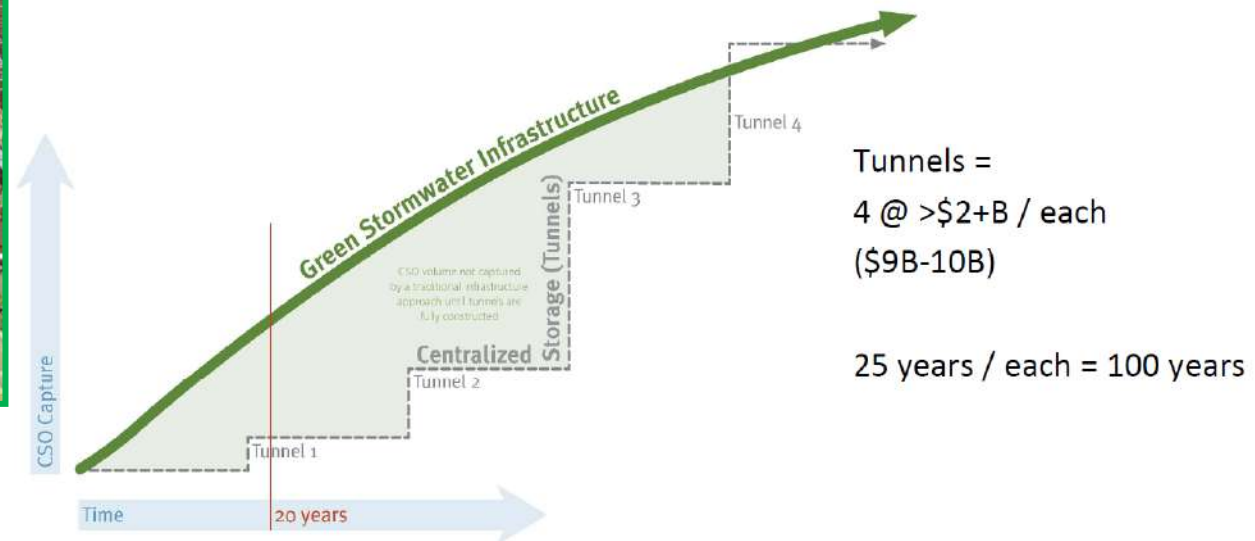 Green Stormwater Infrastructure
Tunnel 4
Tunnel 3
Storage (Tunnels)
CSO volume not captured
by a traditional infrastructure
approach until tunnels are
fully constructed
Centralized
Tunnel 2
Tunnel 1
CSO Capture
Time
20 years
Tunnels =
4 @ >$2+B / each
($9B-10B)
25 years / each = 100 years